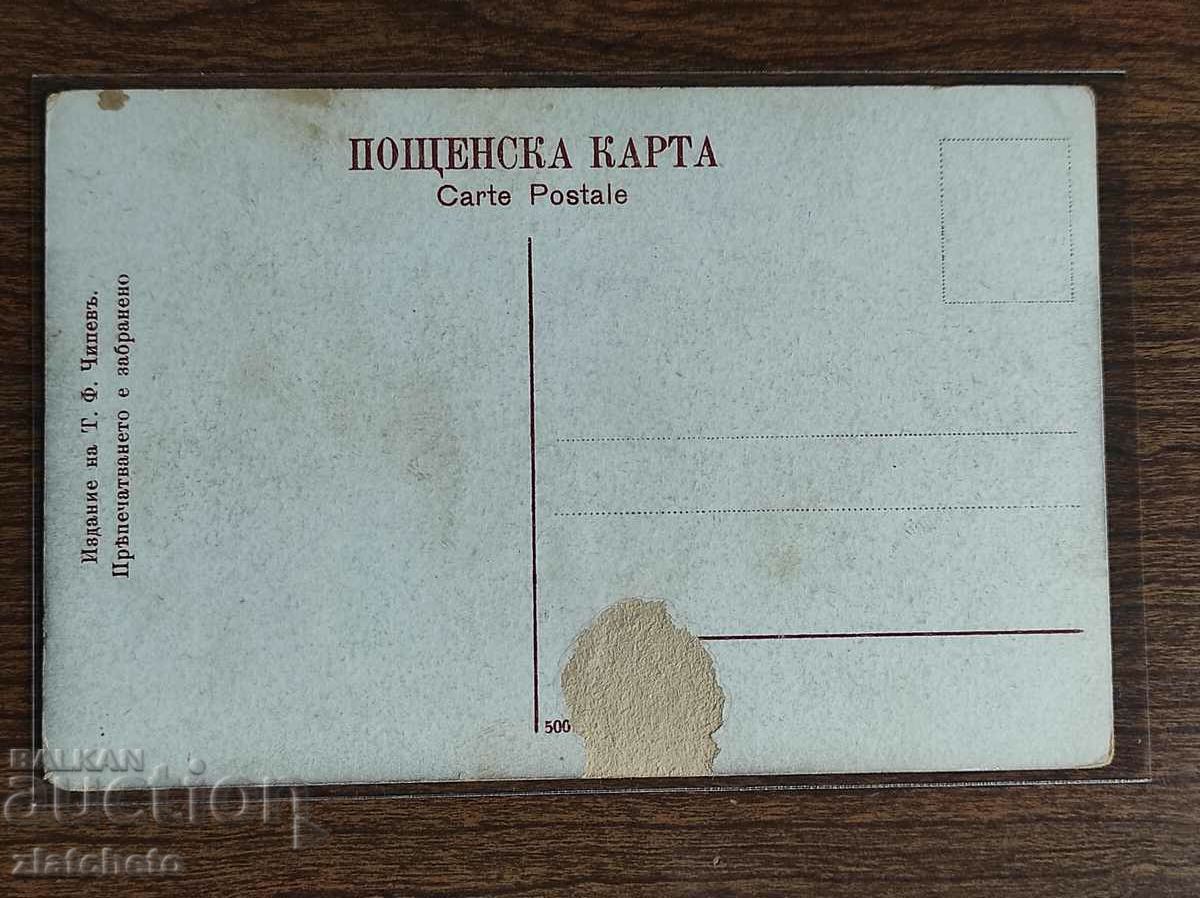 ПОЩЕНСКА КАРТА
Carte Postale
Издание на Т. Ф. Чипевъ.
Прѣпечатването е забранено
500
BALKAN
auction
zlatcheto